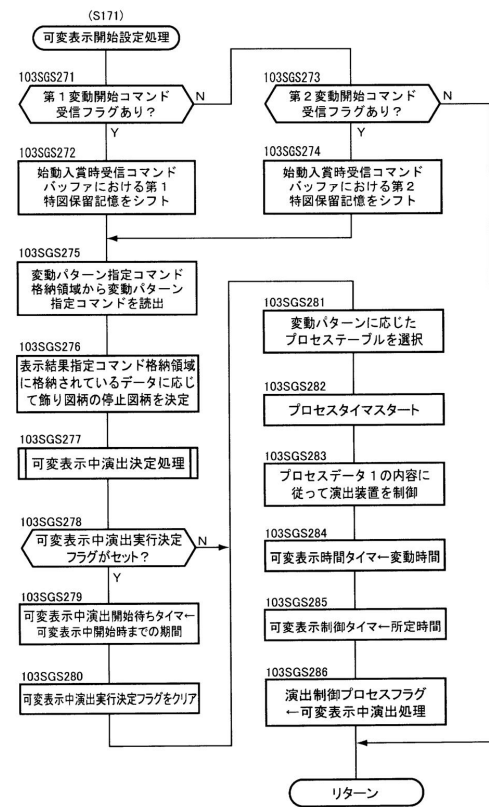 (S171)
可変表示開始設定処理
103SGS271
第１変動開始コマンド
受信フラグあり？
N
Y
103SGS273
第２変動開始コマンド
受信フラグあり？
N
Y
103SGS272
始動入賞時受信コマンド
バッファにおける第１
特図保留記憶をシフト
103SGS274
始動入賞時受信コマンド
バッファにおける第２
特図保留記憶をシフト
103SGS275
変動パターン指定コマンド
格納領域から変動パターン
指定コマンドを読出
103SGS276
表示結果指定コマンド格納領域
に格納されているデータに応じ
て飾り図柄の停止図柄を決定
103SGS277
可変表示中演出決定処理
103SGS278
可変表示中演出実行決定
フラグがセット？
N
Y
103SGS279
可変表示中演出開始待ちタイマ←
可変表示中開始時までの期間
103SGS280
可変表示中演出実行決定フラグをクリア
103SGS281
変動パターンに応じた
プロセステーブルを選択
103SGS282
プロセスタイマスタート
103SGS283
プロセスデータ１の内容に
従って演出装置を制御
103SGS284
可変表示時間タイマ←変動時間
103SGS285
可変表示制御タイマ←所定時間
103SGS286
演出制御プロセスフラグ
←可変表示中演出処理
リターン